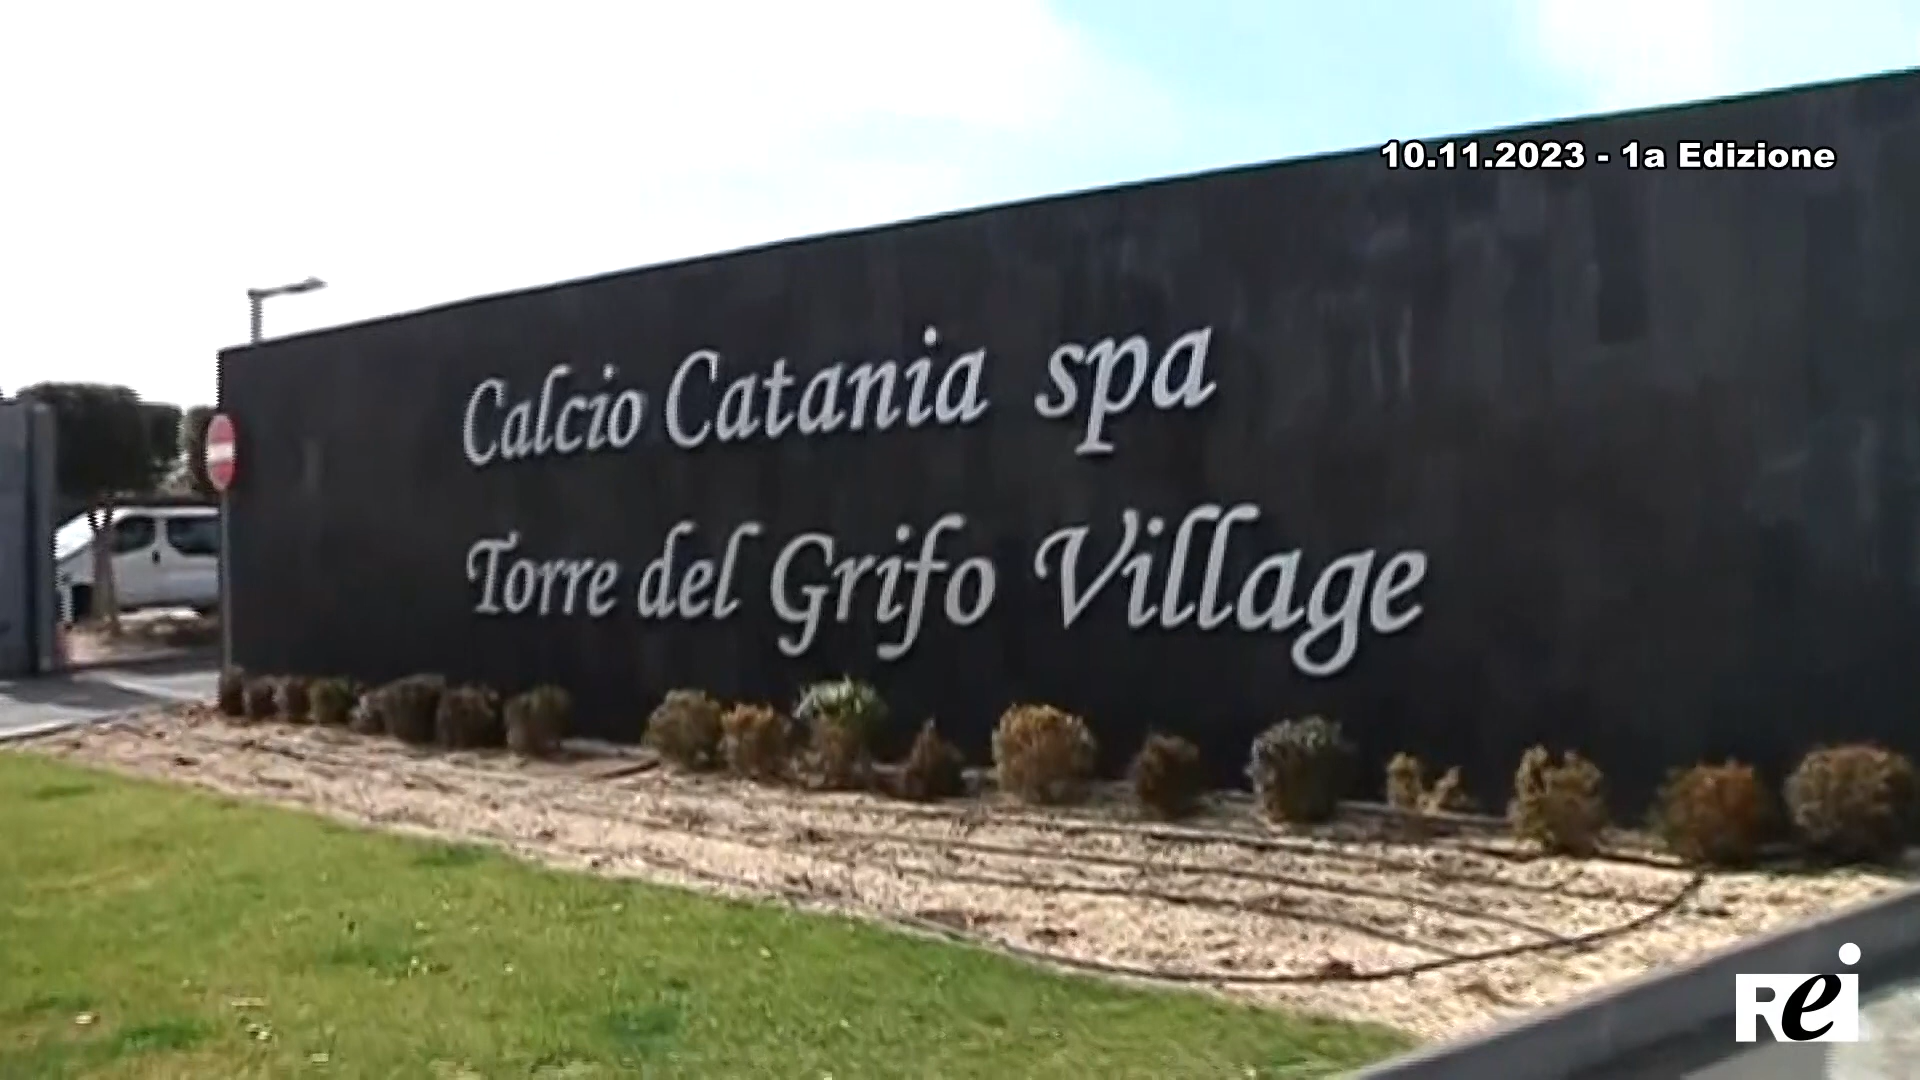 10.11.2023 - 1a Edizione
Calcio Catania spa
Torre del Grifo Village
Rei